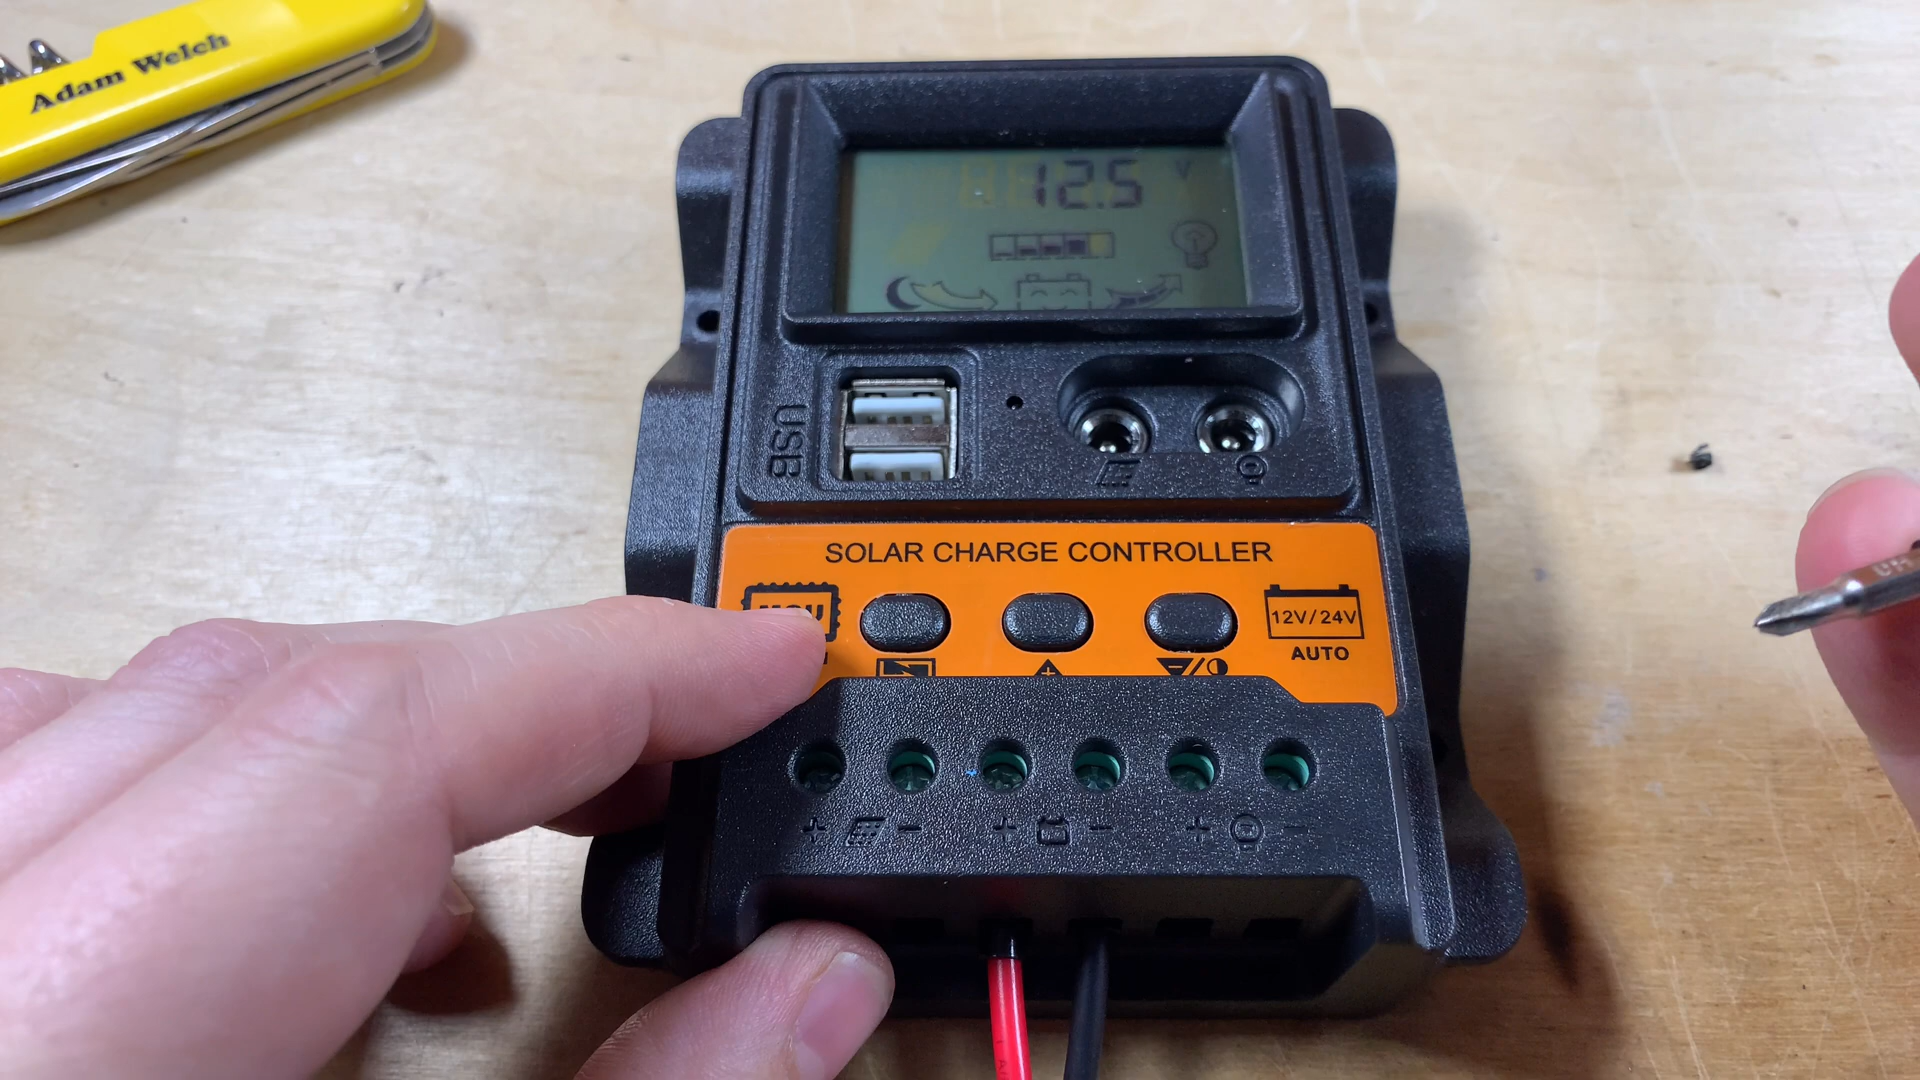 Adam Welch
12.5 V
USB
SOLAR CHARGE CONTROLLER
12V/24V
AUTO
+ -
+ - + - + -